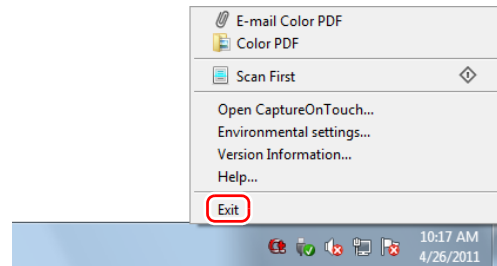 E-mail Color PDF
Color PDF
Scan First
Open CaptureOnTouch...
Environmental settings...
Version Information...
Help...
Exit
10:17 AM
4/26/2011